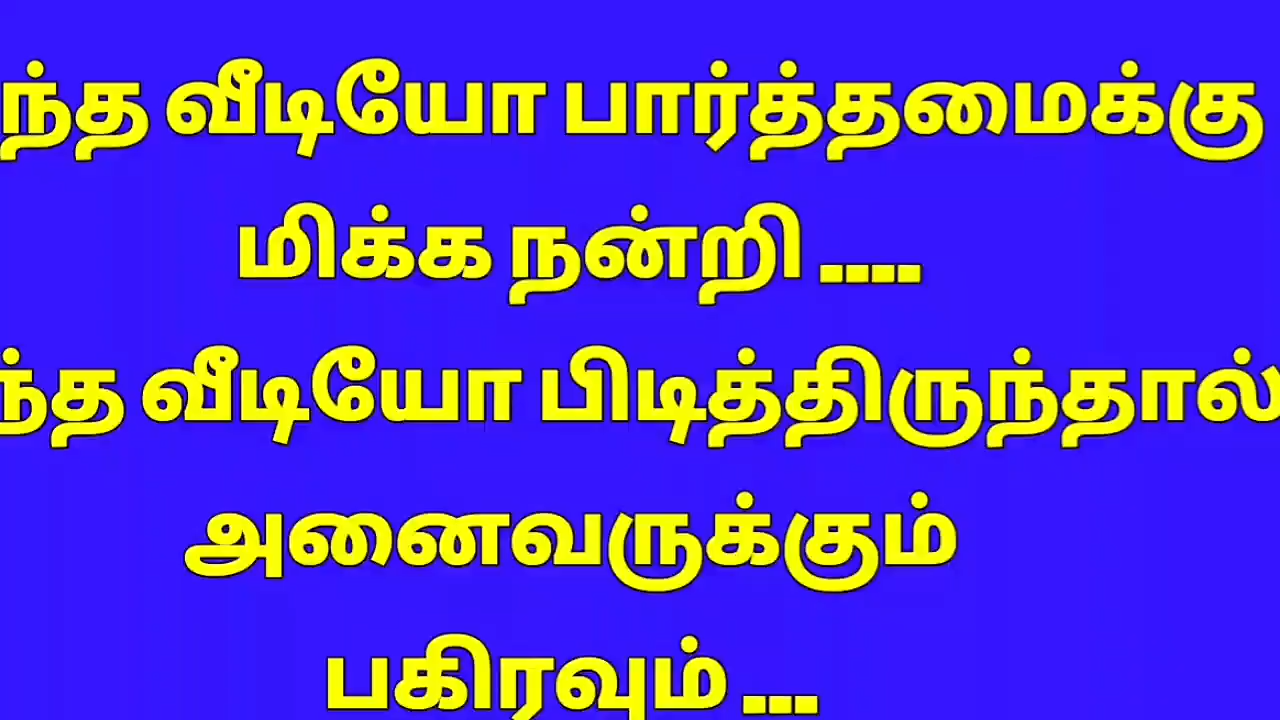 ந்த வீடியோ பார்த்தமைக்கு
மிக்க நன்றி ....
ந்த வீடியோ பிடித்திருந்தால்
அனைவருக்கும்
பகிரவும் ...